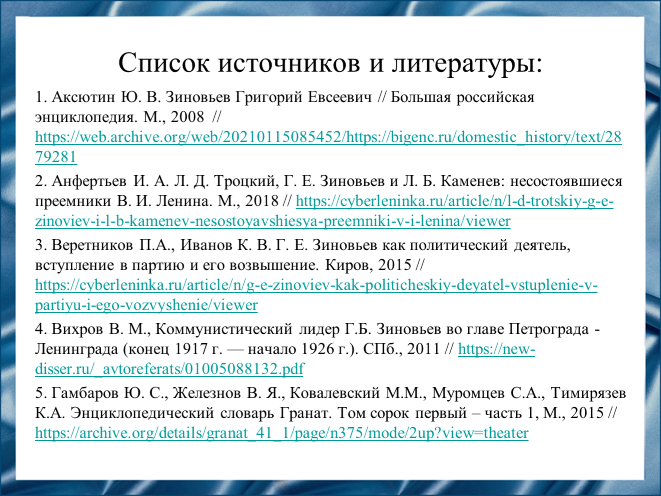 Список источников и литературы:
1. Аксютин Ю. В. Зиновьев Григорий Евсеевич // Большая российская
энциклопедия. М., 2008 //
https://web.archive.org/web/20210115085452/https://bigenc.ru/domestic_history/text/28
79281
2. Анфертьев И. А. Л. Д. Троцкий, Г. Е. Зиновьев и Л. Б. Каменев: несостоявшиеся
преемники В. И. Ленина. М., 2018 // https://cyberleninka.ru/article/n/l-d-trotskiy-g-e-
zinoviev-i-l-b-kamenev-nesostoyavshiesya-preemniki-v-i-lenina/viewer
3. Веретников П.А., Иванов К. В. Г. Е. Зиновьев как политический деятель,
вступление в партию и его возвышение. Киров, 2015 //
https://cyberleninka.ru/article/n/g-e-zinoviev-kak-politicheskiy-deyatel-vstuplenie-v-
partiyu-i-ego-vozvyshenie/viewer
4. Вихров В. М., Коммунистический лидер Г.Б. Зиновьев во главе Петрограда -
Ленинграда (конец 1917 г. — начало 1926 г.). СПб., 2011 // https://new-
disser.ru/_avtoreferats/01005088132.pdf
5. Гамбаров Ю. С., Железнов В. Я., Ковалевский М.М., Муромцев С.А., Тимирязев
К.А. Энциклопедический словарь Гранат. Том сорок первый – часть 1, М., 2015 //
https://archive.org/details/granat_41_1/page/n375/mode/2up?view=theater